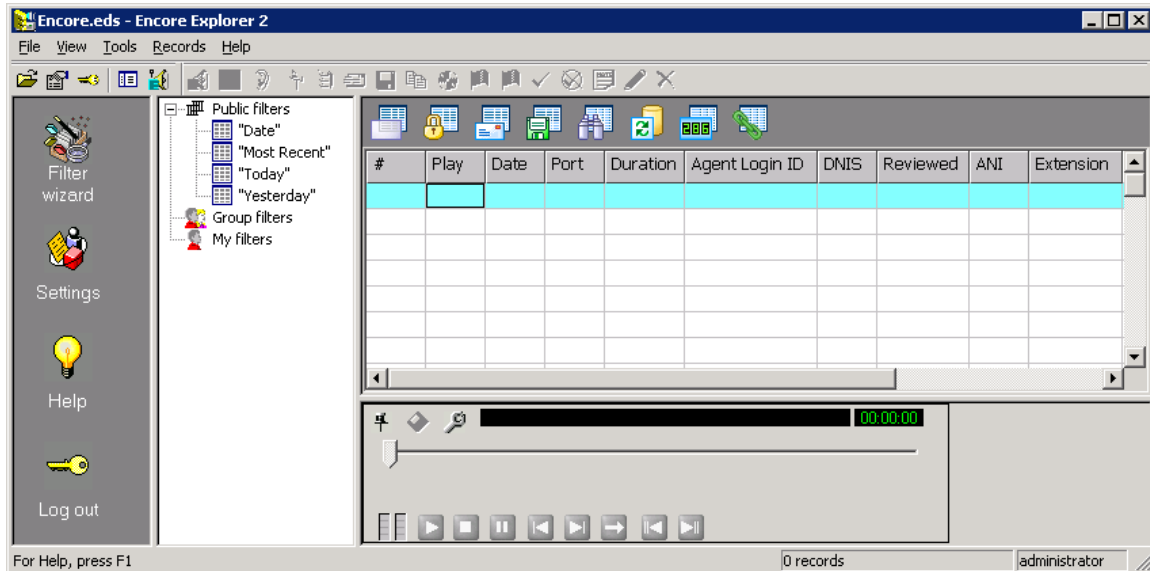 Encore.eds - Encore Explorer 2
File View Tools Records Help
Filter
wizard
Settings
Help
Log out
Public filters
"Date"
"Most Recent"
"Today"
"Yesterday"
Group filters
My filters
286
# Play Date Port Duration Agent Login ID DNIS Reviewed ANI Extension
00:00:00
For Help, press F1 0 records administrator